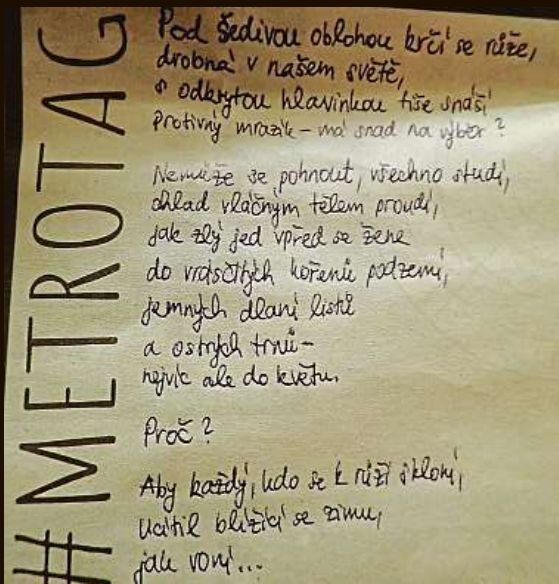 #METROTAG
Pod šedivou oblohou krčí se růže,
drobná v našem světě,
s odkrytou hlavinkou tiše snáší
Protivný mrazík – má snad na výběr?
Nemůže se pohnout, všechno studí,
chlad vláčným tělem proudí,
jak zlý jed vpřed se žene
do vrásčitých kořenů podzemí,
jemných dlaní listů
a ostrých trnů –
nejvíc ale do květu.
Proč?
Aby každý, kdo se k růži skloní,
ucítil blížící se zimu,
jak voní...